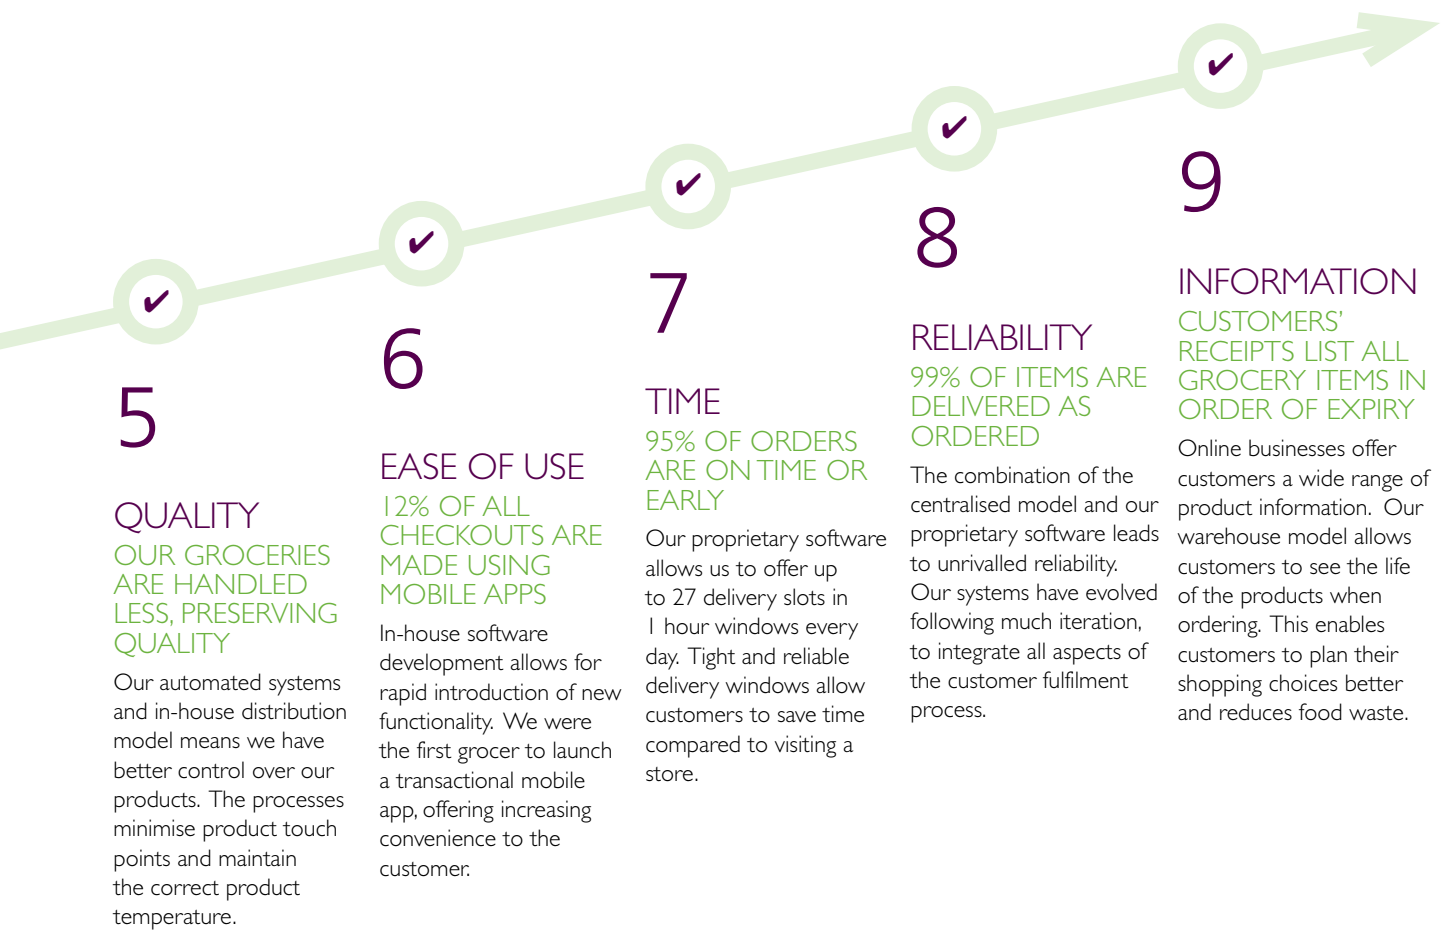 5
QUALITY
OUR GROCERIES
ARE HANDLED
LESS, PRESERVING
QUALITY
Our automated systems
and in-house distribution
model means we have
better control over our
products. The processes
minimise product touch
points and maintain
the correct product
temperature.
6
EASE OF USE
12% OF ALL
CHECKOUTS ARE
MADE USING
MOBILE APPS
In-house software
development allows for
rapid introduction of new
functionality. We were
the first grocer to launch
a transactional mobile
app, offering increasing
convenience to the
customer.
7
TIME
95% OF ORDERS
ARE ON TIME OR
EARLY
Our proprietary software
allows us to offer up
to 27 delivery slots in
1 hour windows every
day. Tight and reliable
delivery windows allow
customers to save time
compared to visiting a
store.
8
RELIABILITY
99% OF ITEMS ARE
DELIVERED AS
ORDERED
The combination of the
centralised model and our
proprietary software leads
to unrivalled reliability.
Our systems have evolved
following much iteration,
to integrate all aspects of
the customer fulfilment
process.
9
INFORMATION
CUSTOMERS'
RECEIPTS LIST ALL
GROCERY ITEMS IN
ORDER OF EXPIRY
Online businesses offer
customers a wide range of
product information. Our
warehouse model allows
customers to see the life
of the products when
ordering. This enables
customers to plan their
shopping choices better
and reduces food waste.